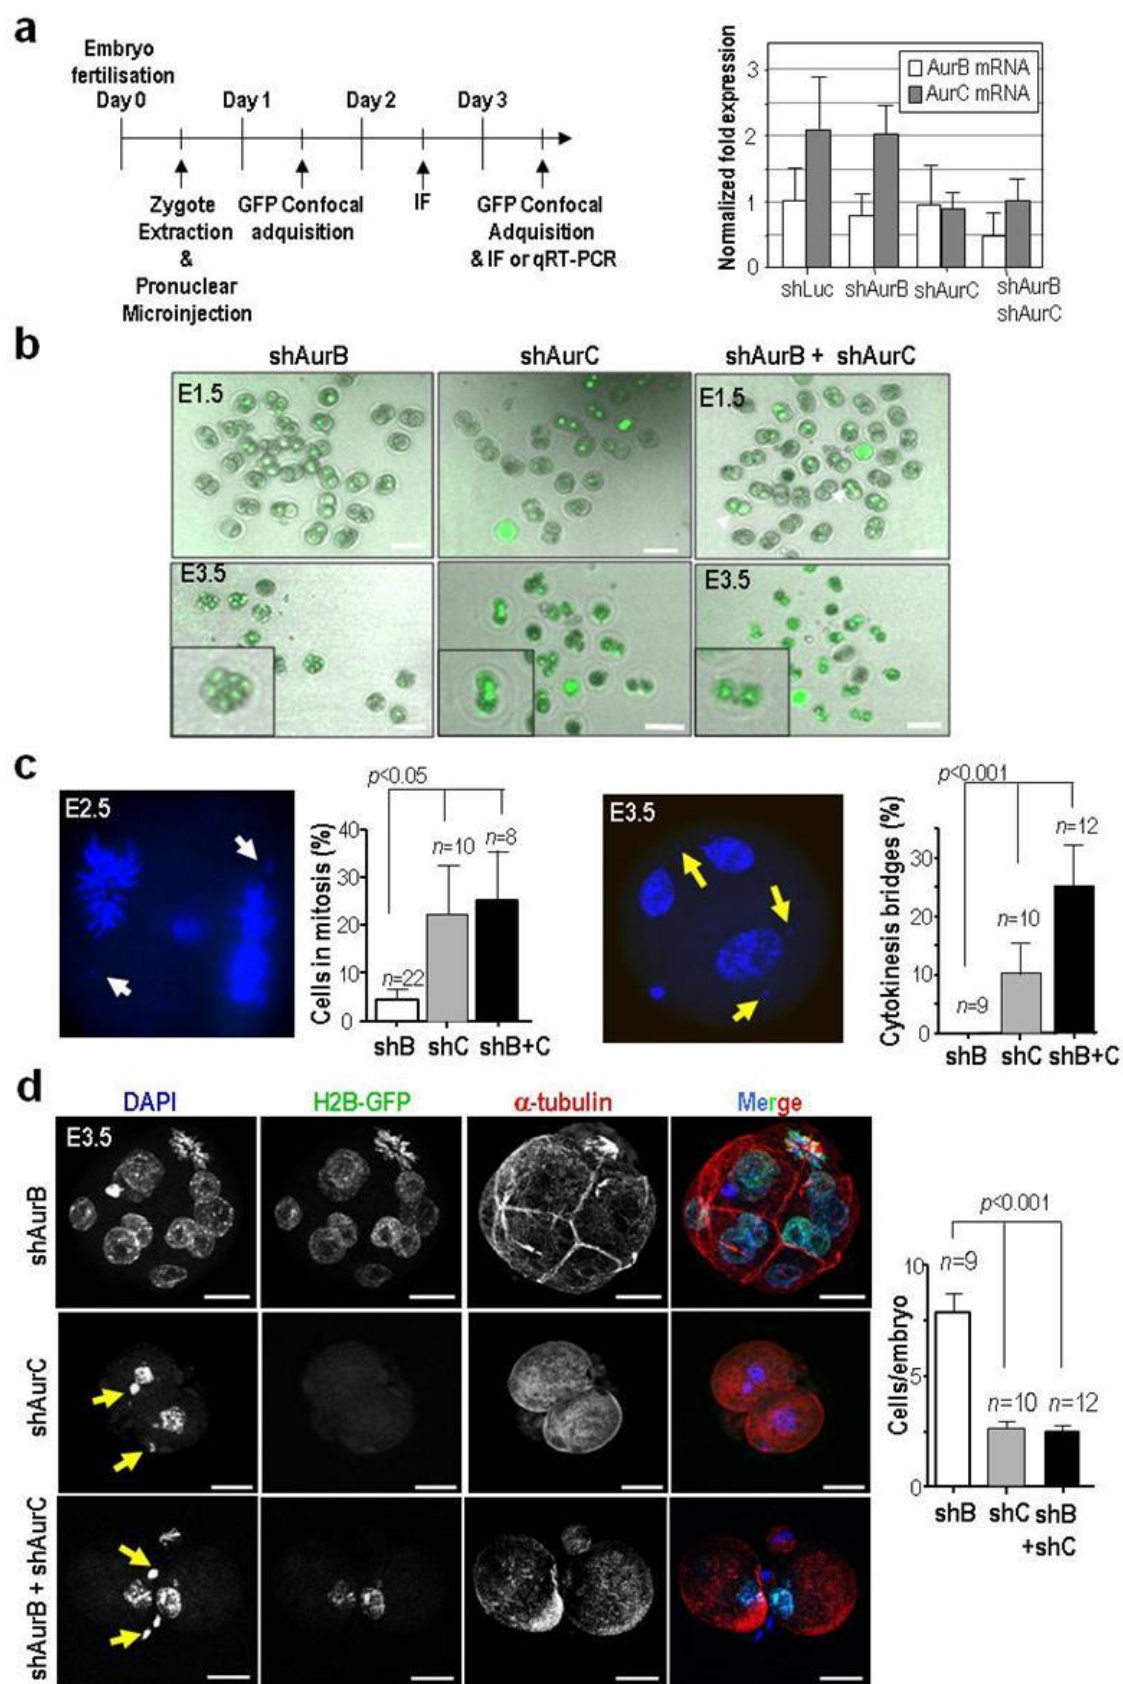 a
Embryo
fertilisation
Day 0 Day 1 Day 2 Day 3
Zygote
Extraction
&
Pronuclear
Microinjection
GFP Confocal
adquisition
IF
GFP Confocal
Adquisition
& IF or qRT-PCR
Normalized fold expression
3
2
1
0
AurB mRNA
AurC mRNA
shLuc shAurB shAurC shAurB
shAurC
b
shAurB shAurC shAurB + shAurC
E1.5 E1.5
E3.5 E3.5
c
E2.5
p<0.05
Cells in mitosis (%)
40
30
20
10
0
n=22
n=10
n=8
shB shC shB+C
E3.5
p<0.001
Cytokinesis bridges (%)
30
20
10
0
n=9
n=10
n=12
shB shC shB+C
d
DAPI H2B-GFP α-tubulin Merge
E3.5
shAurB
shAurC
shAurB + shAurC
p<0.001
Cells/embryo
10
5
0
n=9
n=10 n=12
shB shC shB
+shC